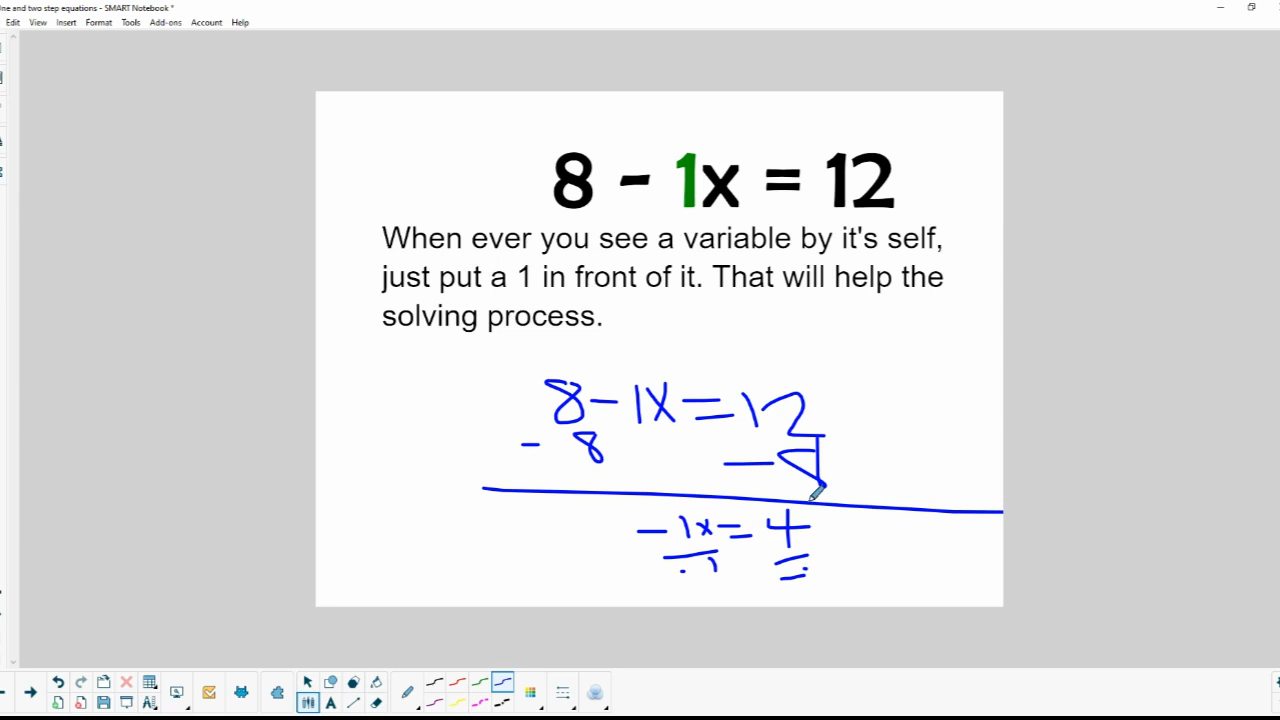 One and two step equations - SMART Notebook *
Edit View Insert Format Tools Add-ons Account Help
8 - 1x = 12
When ever you see a variable by it's self,
just put a 1 in front of it. That will help the
solving process.
8 - 1x = 12
- 8 -
-1x = 4